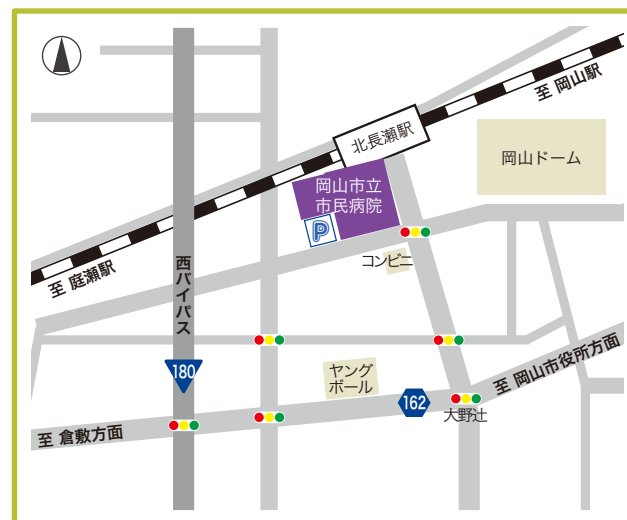 至 岡山駅
北長瀬駅
岡山ドーム
岡山市立
市民病院
P
コンビニ
至 庭瀬駅
西バイパス
180
ヤング
ボール
162
大野辻
至 岡山市役所方面
至 倉敷方面